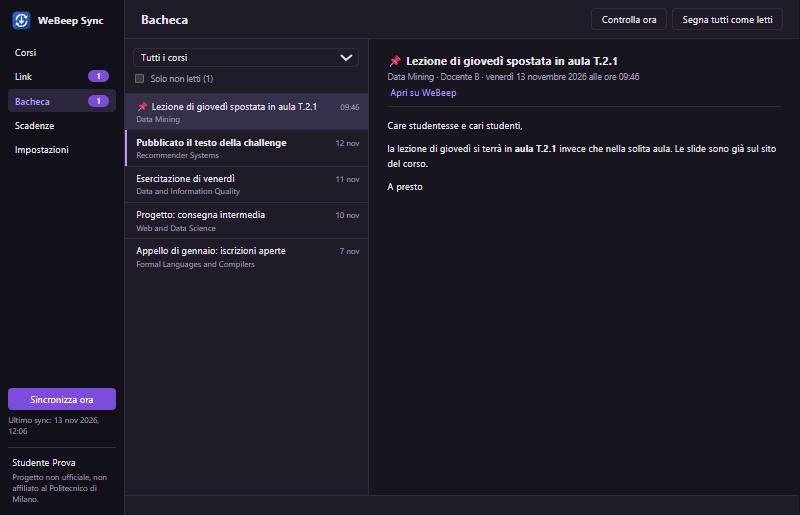 WeBeep Sync
Corsi
Link 1
Bacheca 1
Scadenze
Impostazioni
Sincronizza ora
Ultimo sync: 13 nov 2026,
12:06
Studente Prova
Progetto non ufficiale, non
affiliato al Politecnico di
Milano.
Bacheca
Controlla ora
Segna tutti come letti
Tutti i corsi
Solo non letti (1)
Lezione di giovedì spostata in aula T.2.1 09:46
Data Mining
Pubblicato il testo della challenge 12 nov
Recommender Systems
Esercitazione di venerdì 11 nov
Data and Information Quality
Progetto: consegna intermedia 10 nov
Web and Data Science
Appello di gennaio: iscrizioni aperte 7 nov
Formal Languages and Compilers
Lezione di giovedì spostata in aula T.2.1
Data Mining · Docente B · venerdì 13 novembre 2026 alle ore 09:46
Apri su WeBeep
Care studentesse e cari studenti,
la lezione di giovedì si terrà in aula T.2.1 invece che nella solita aula. Le slide sono già sul sito
del corso.
A presto